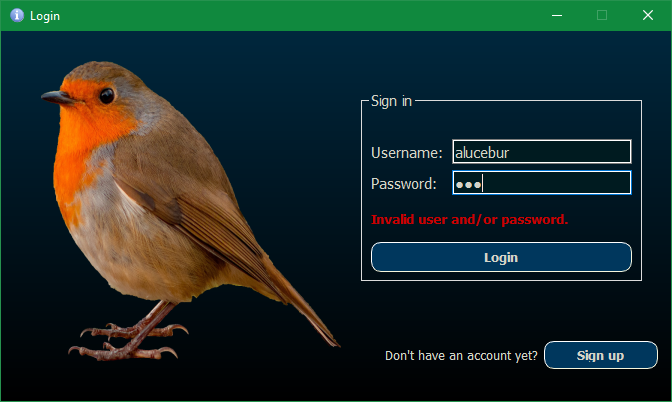 Login
Sign in
Username: alucebur
Password: ●●●
Invalid user and/or password.
Login
Don't have an account yet? Sign up